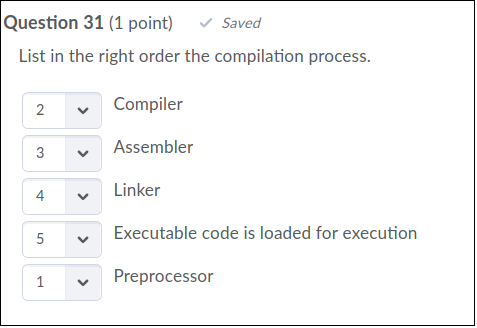 Question 31 (1 point) Saved
List in the right order the compilation process.
2 Compiler
3 Assembler
4 Linker
5 Executable code is loaded for execution
1 Preprocessor